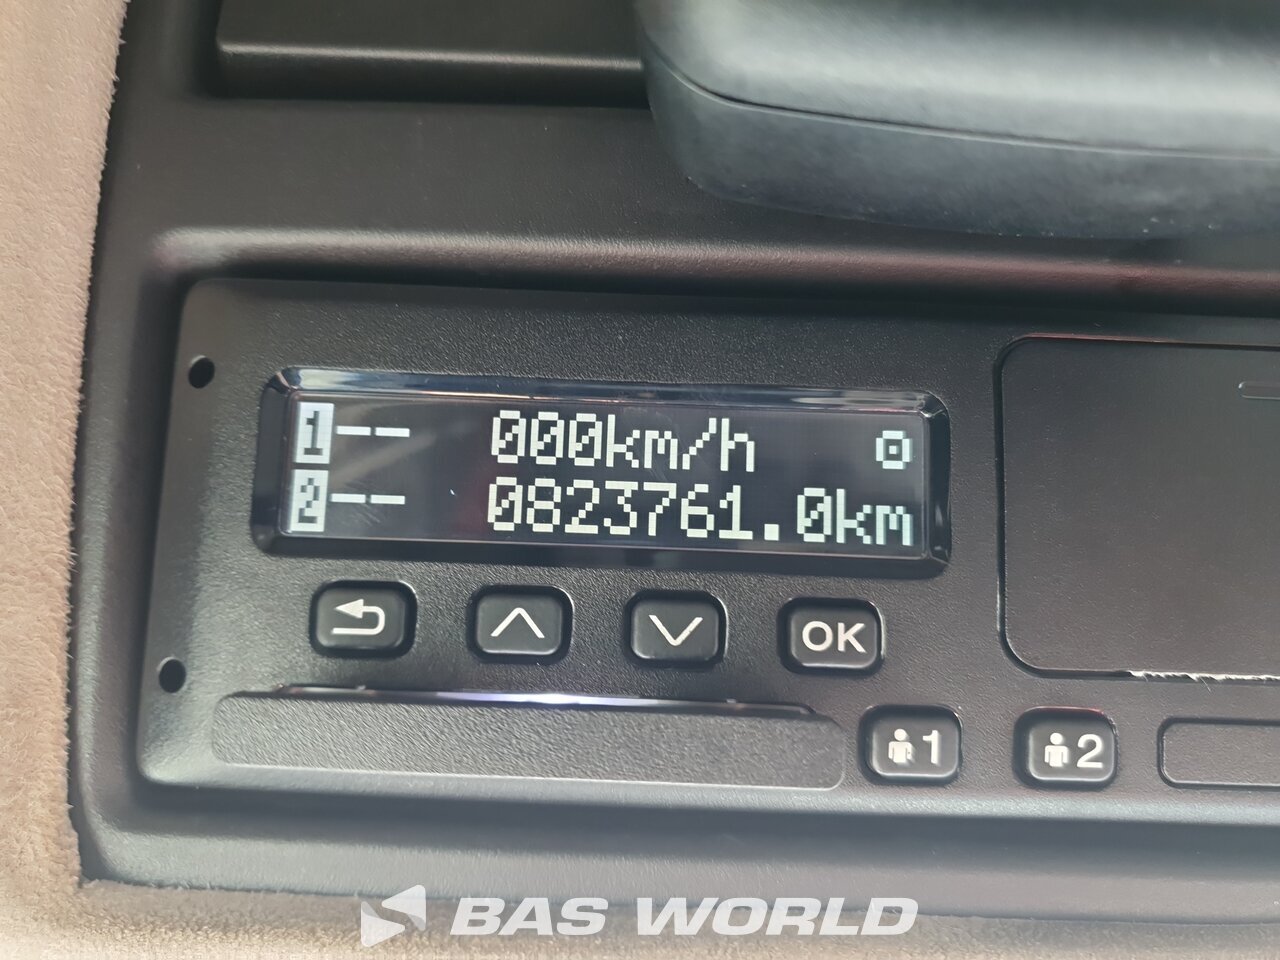 1-- 000km/h
2-- 0823761.0km
OK
1 2
BAS WORLD